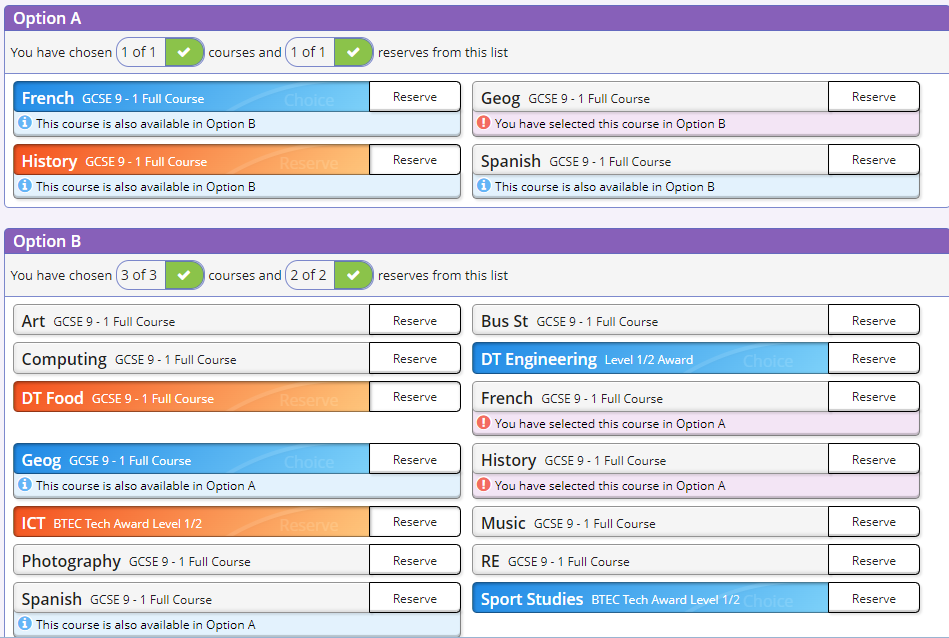 Option A
You have chosen 1 of 1 courses and 1 of 1 reserves from this list
French GCSE 9 - 1 Full Course Choice Reserve
This course is also available in Option B
Geog GCSE 9 - 1 Full Course Reserve
You have selected this course in Option B
History GCSE 9 - 1 Full Course Reserve Reserve
This course is also available in Option B
Spanish GCSE 9 - 1 Full Course Reserve
This course is also available in Option B
Option B
You have chosen 3 of 3 courses and 2 of 2 reserves from this list
Art GCSE 9 - 1 Full Course Reserve
Bus St GCSE 9 - 1 Full Course Reserve
Computing GCSE 9 - 1 Full Course Reserve
DT Engineering Level 1/2 Award Choice Reserve
DT Food GCSE 9 - 1 Full Course Reserve Reserve
French GCSE 9 - 1 Full Course Reserve
You have selected this course in Option A
Geog GCSE 9 - 1 Full Course Choice Reserve
This course is also available in Option A
History GCSE 9 - 1 Full Course Reserve
You have selected this course in Option A
ICT BTEC Tech Award Level 1/2 Reserve Reserve
Music GCSE 9 - 1 Full Course Reserve
Photography GCSE 9 - 1 Full Course Reserve
RE GCSE 9 - 1 Full Course Reserve
Spanish GCSE 9 - 1 Full Course Reserve
This course is also available in Option A
Sport Studies BTEC Tech Award Level 1/2 Choice Reserve